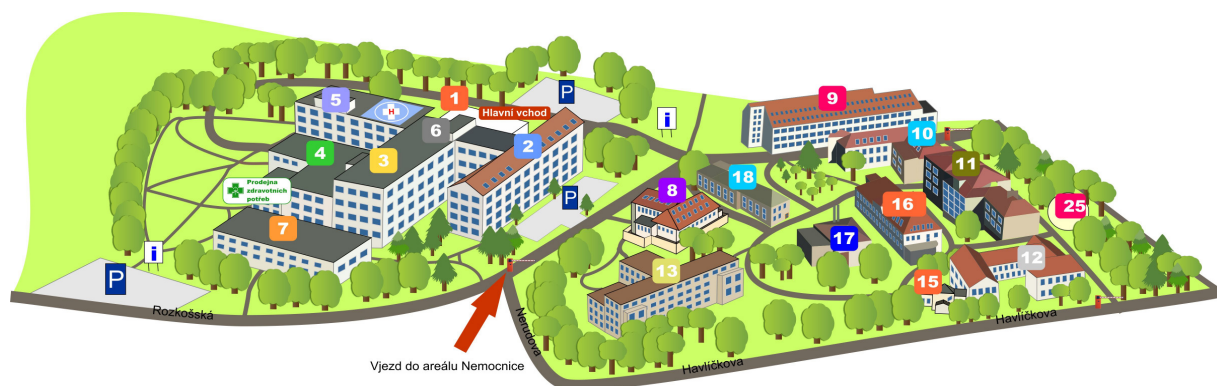 5
H
1
Hlavní vchod
6
2
4
3
Prodejna
zdravotních
potřeb
7
P
P
P
i
i
9
10
11
18
8
16
25
17
13
12
15
Rozkošská
Nerudova
Havlíčkova
Havlíčkova
Vjezd do areálu Nemocnice